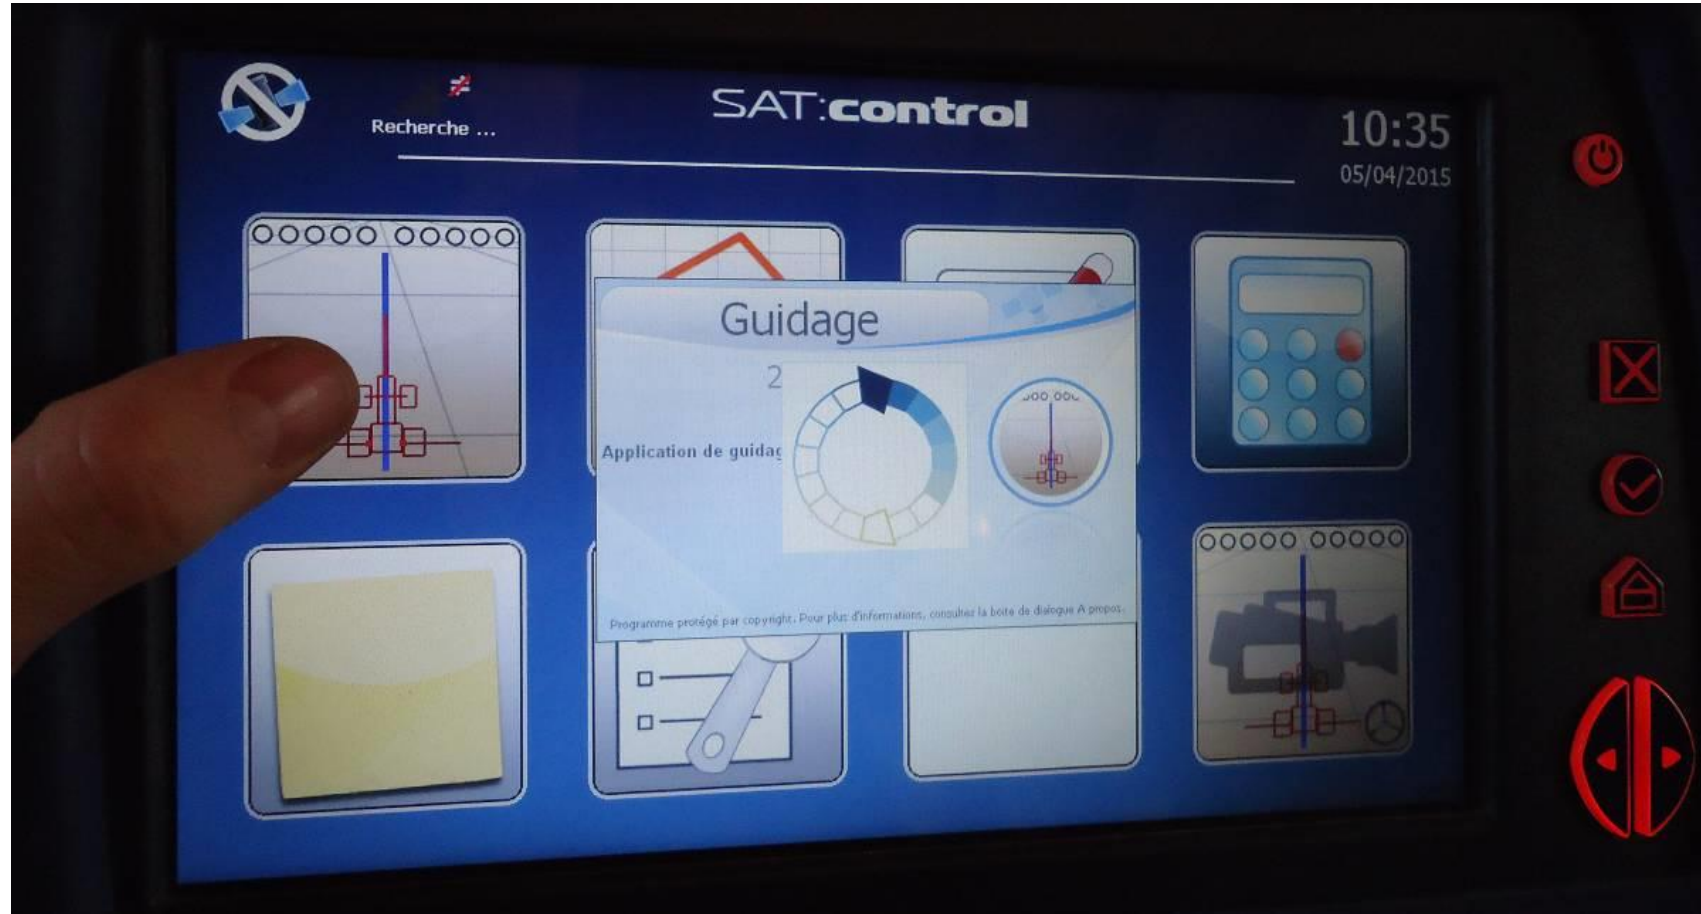 SAT:control
Recherche ...
10:35
05/04/2015
Guidage
2
Application de guidag
Programme protégé par copyright. Pour plus d'informations, consultez la boite de dialogue A propos.